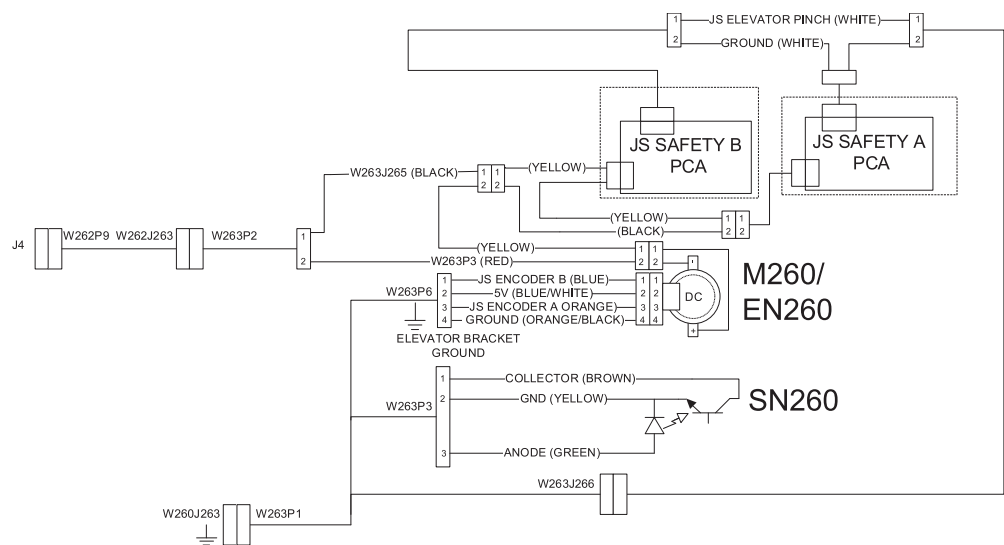 1 JS ELEVATOR PINCH (WHITE) 1
2 GROUND (WHITE) 2
JS SAFETY B
PCA
JS SAFETY A
PCA
W263J265 (BLACK) 1 1 (YELLOW)
2 2
(YELLOW) 1 1
(BLACK) 2 2
J4 W262P9 W262J263 W263P2 1
2
(YELLOW) 1 1
W263P3 (RED) 2 2 -
W263P6 1 JS ENCODER B (BLUE) 1 1
2 5V (BLUE/WHITE) 2 2 DC
3 JS ENCODER A ORANGE) 3 3
4 GROUND (ORANGE/BLACK) 4 4 +
M260/
EN260
ELEVATOR BRACKET
GROUND
1 COLLECTOR (BROWN)
W263P3 2 GND (YELLOW)
SN260
3 ANODE (GREEN)
W263J266
W260J263 W263P1